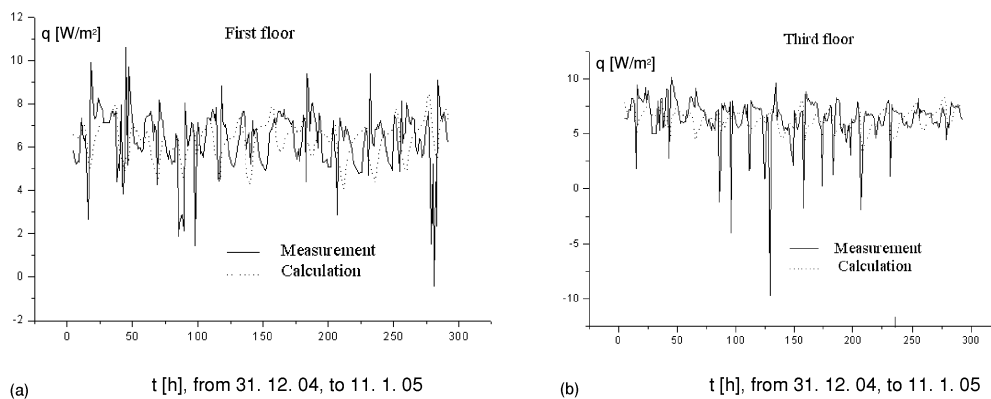 12
10
8
6
4
2
0
-2
q [W/m²]
First floor
Measurement
Calculation
0 50 100 150 200 250 300
(a)
t [h], from 31. 12. 04, to 11. 1. 05
Third floor
q [W/m²]
10
5
0
-5
-10
Measurement
Calculation
0 50 100 150 200 250 300
(b)
t [h], from 31. 12. 04, to 11. 1. 05